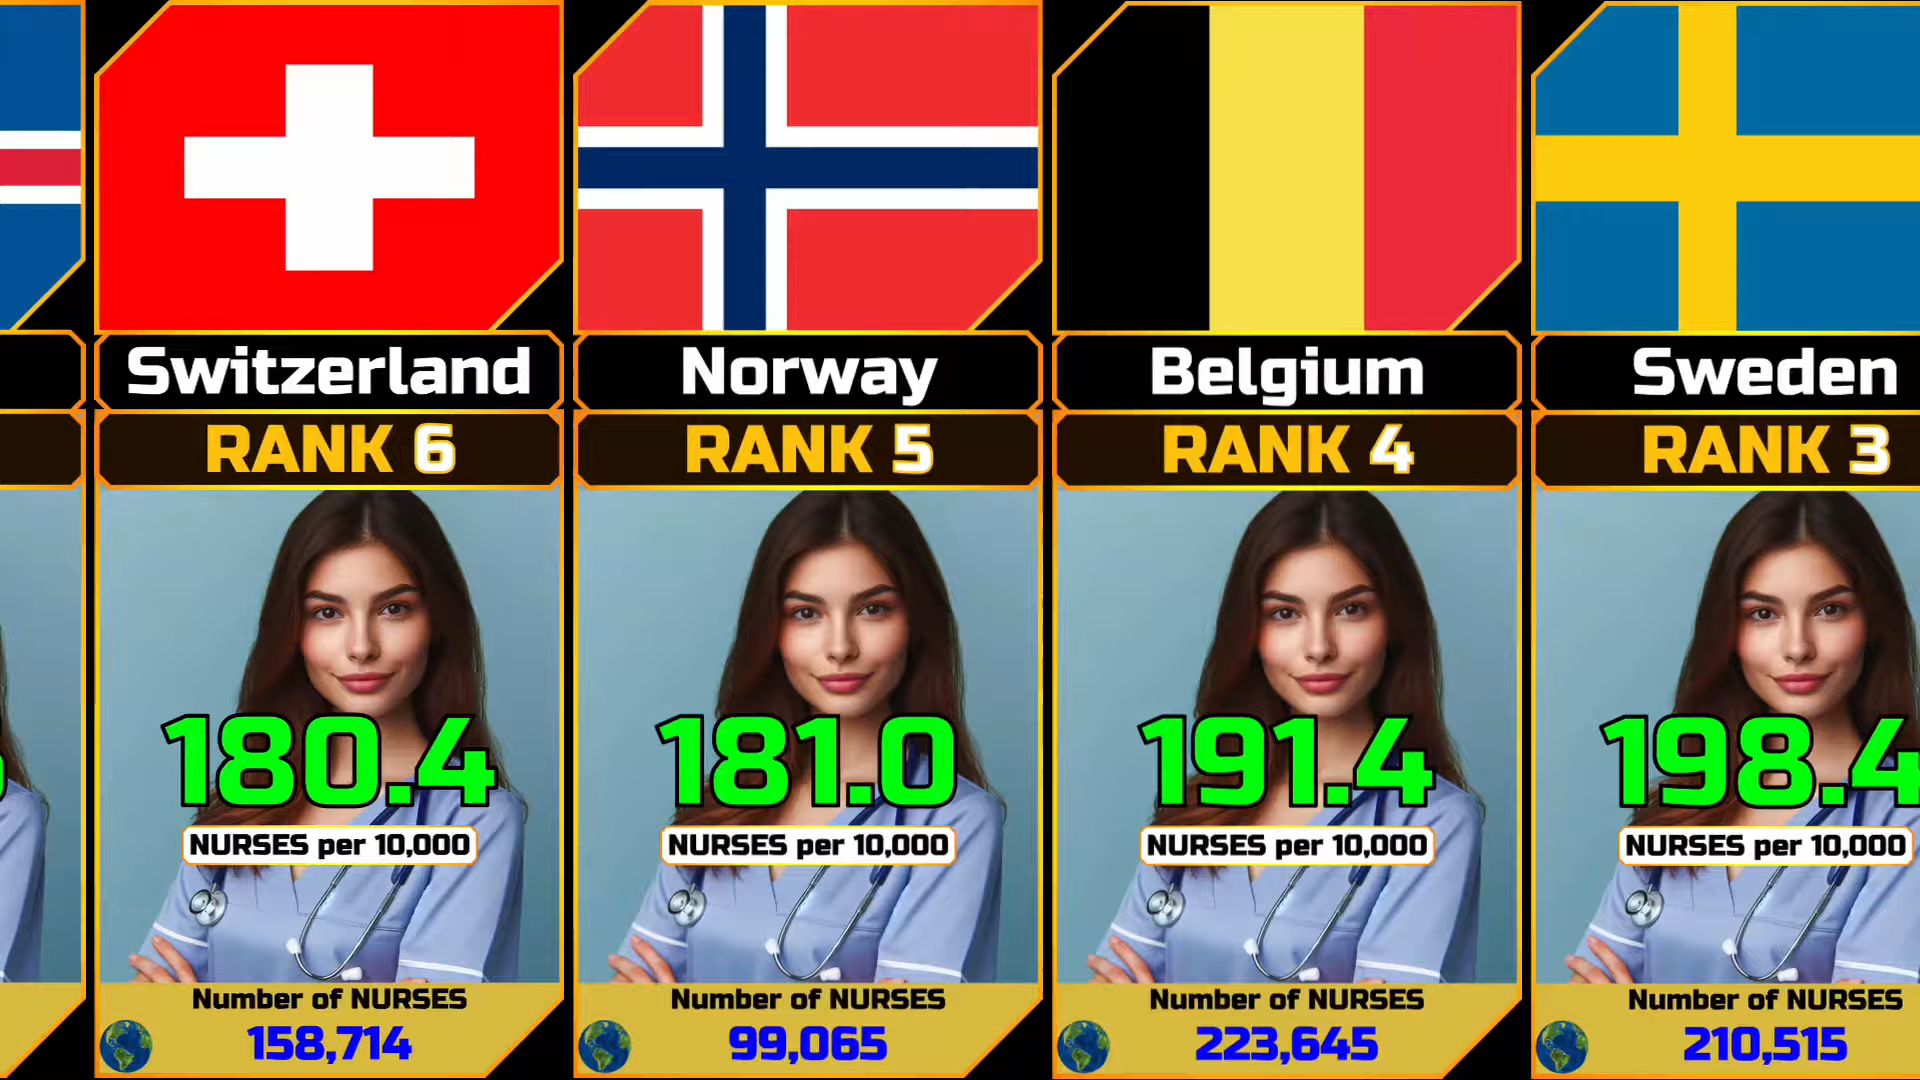 Switzerland
RANK 6
180.4
NURSES per 10,000
Number of NURSES
158,714
Norway
RANK 5
181.0
NURSES per 10,000
Number of NURSES
99,065
Belgium
RANK 4
191.4
NURSES per 10,000
Number of NURSES
223,645
Sweden
RANK 3
198.4
NURSES per 10,000
Number of NURSES
210,515